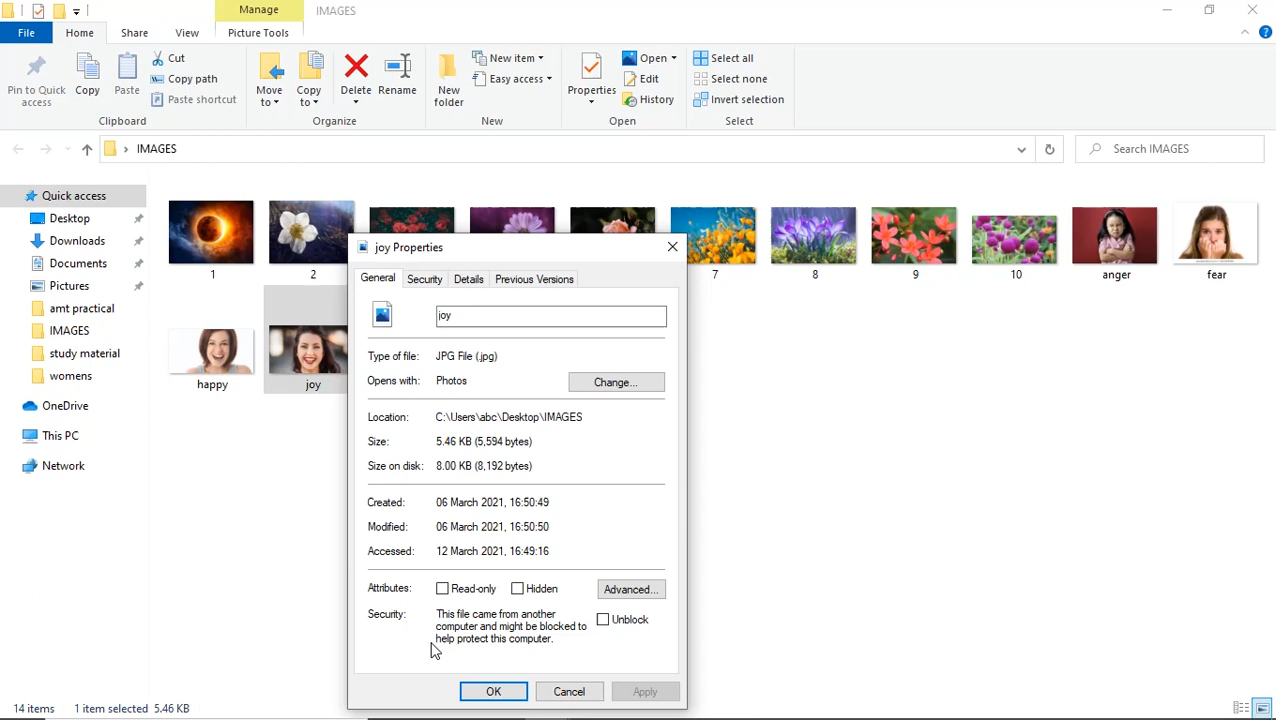 Manage
IMAGES
File
Home
Share
View
Picture Tools
Pin to Quick
access
Copy
Paste
Cut
Copy path
Paste shortcut
Clipboard
Move
to
Copy
to
Delete
Rename
Organize
New
folder
New item
Easy access
New
Properties
Open
Edit
History
Open
Select all
Select none
Invert selection
Select
IMAGES
Search IMAGES
Quick access
Desktop
Downloads
Documents
Pictures
amt practical
IMAGES
study material
womens
OneDrive
This PC
Network
1
2
7
8
9
10
anger
fear
happy
joy
joy Properties
General
Security
Details
Previous Versions
joy
Type of file: JPG File (.jpg)
Opens with: Photos
Change...
Location: C:\Users\abc\Desktop\IMAGES
Size: 5.46 KB (5,594 bytes)
Size on disk: 8.00 KB (8,192 bytes)
Created: 06 March 2021, 16:50:49
Modified: 06 March 2021, 16:50:50
Accessed: 12 March 2021, 16:49:16
Attributes: Read-only Hidden Advanced...
Security: This file came from another
computer and might be blocked to
help protect this computer.
Unblock
OK
Cancel
Apply
14 items 1 item selected 5.46 KB